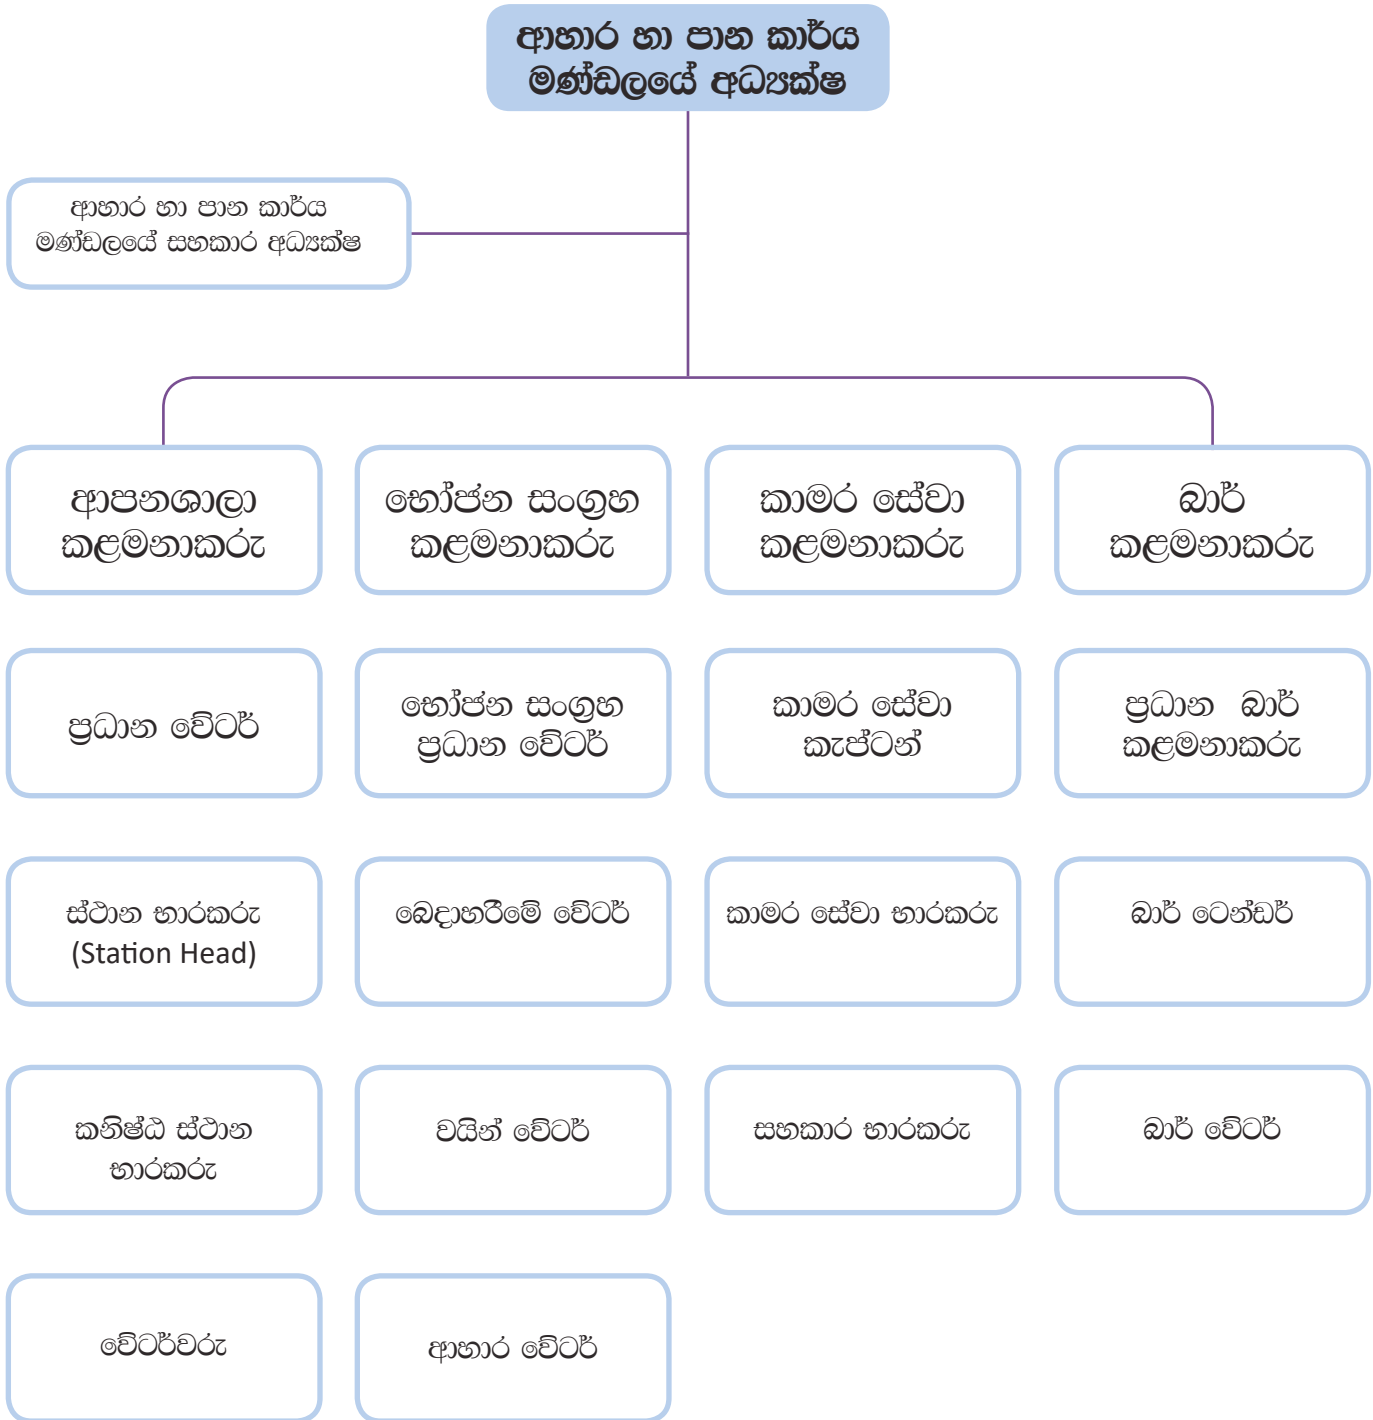 ආහාර හා පාන කාර්ය
මණ්ඩලයේ අධ්‍යක්ෂ
ආහාර හා පාන කාර්ය
මණ්ඩලයේ සහකාර අධ්‍යක්ෂ
ආපනශාලා
කළමනාකරු
භෝජන සංග්‍රහ
කළමනාකරු
කාමර සේවා
කළමනාකරු
බාර්
කළමනාකරු
ප්‍රධාන වේටර්
භෝජන සංග්‍රහ
ප්‍රධාන වේටර්
කාමර සේවා
කැප්ටන්
ප්‍රධාන බාර්
කළමනාකරු
ස්ථාන භාරකරු
(Station Head)
බෙදාහරීමේ වේටර්
කාමර සේවා භාරකරු
බාර් ටෙන්ඩර්
කනිෂ්ඨ ස්ථාන
භාරකරු
වයින් වේටර්
සහකාර භාරකරු
බාර් වේටර්
වේටර්වරු
ආහාර වේටර්